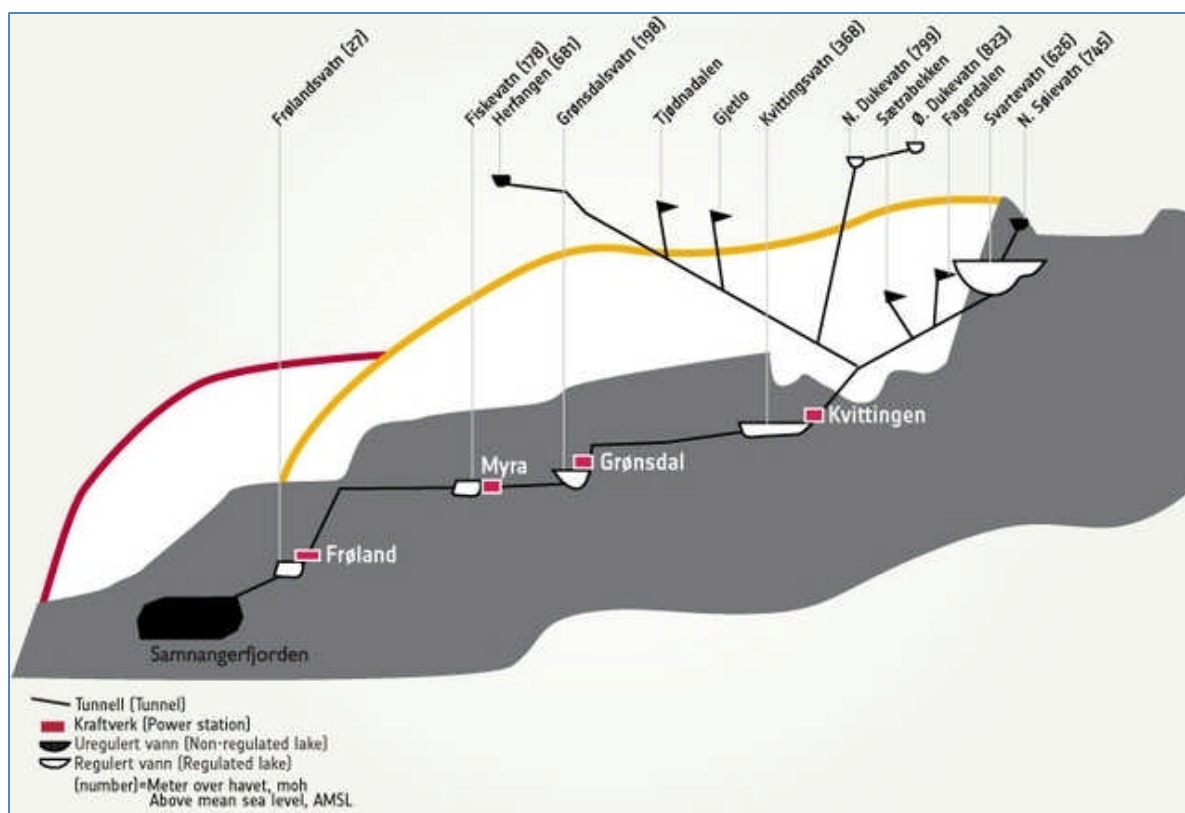 Frølandsvatn (27)
Fiskevatn (178)
Herfangen (681)
Grønsdalsvatn (198)
Tjødnadalen
Gjetlo
Kvittingsvatn (368)
N. Dukevatn (799)
Sætrabekken
Ø. Dukevatn (823)
Fagerdalen
Svartevatn (626)
N. Søievatn (745)
Kvittingen
Myra
Grønsdal
Frøland
Samnangerfjorden
Tunnell (Tunnel)
Kraftverk (Power station)
Uregulert vann (Non-regulated lake)
Regulert vann (Regulated lake)
(number)=Meter over havet, moh
Above mean sea level, AMSL